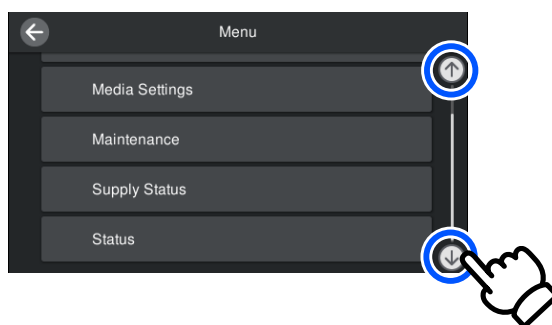 Menu
Media Settings
Maintenance
Supply Status
Status